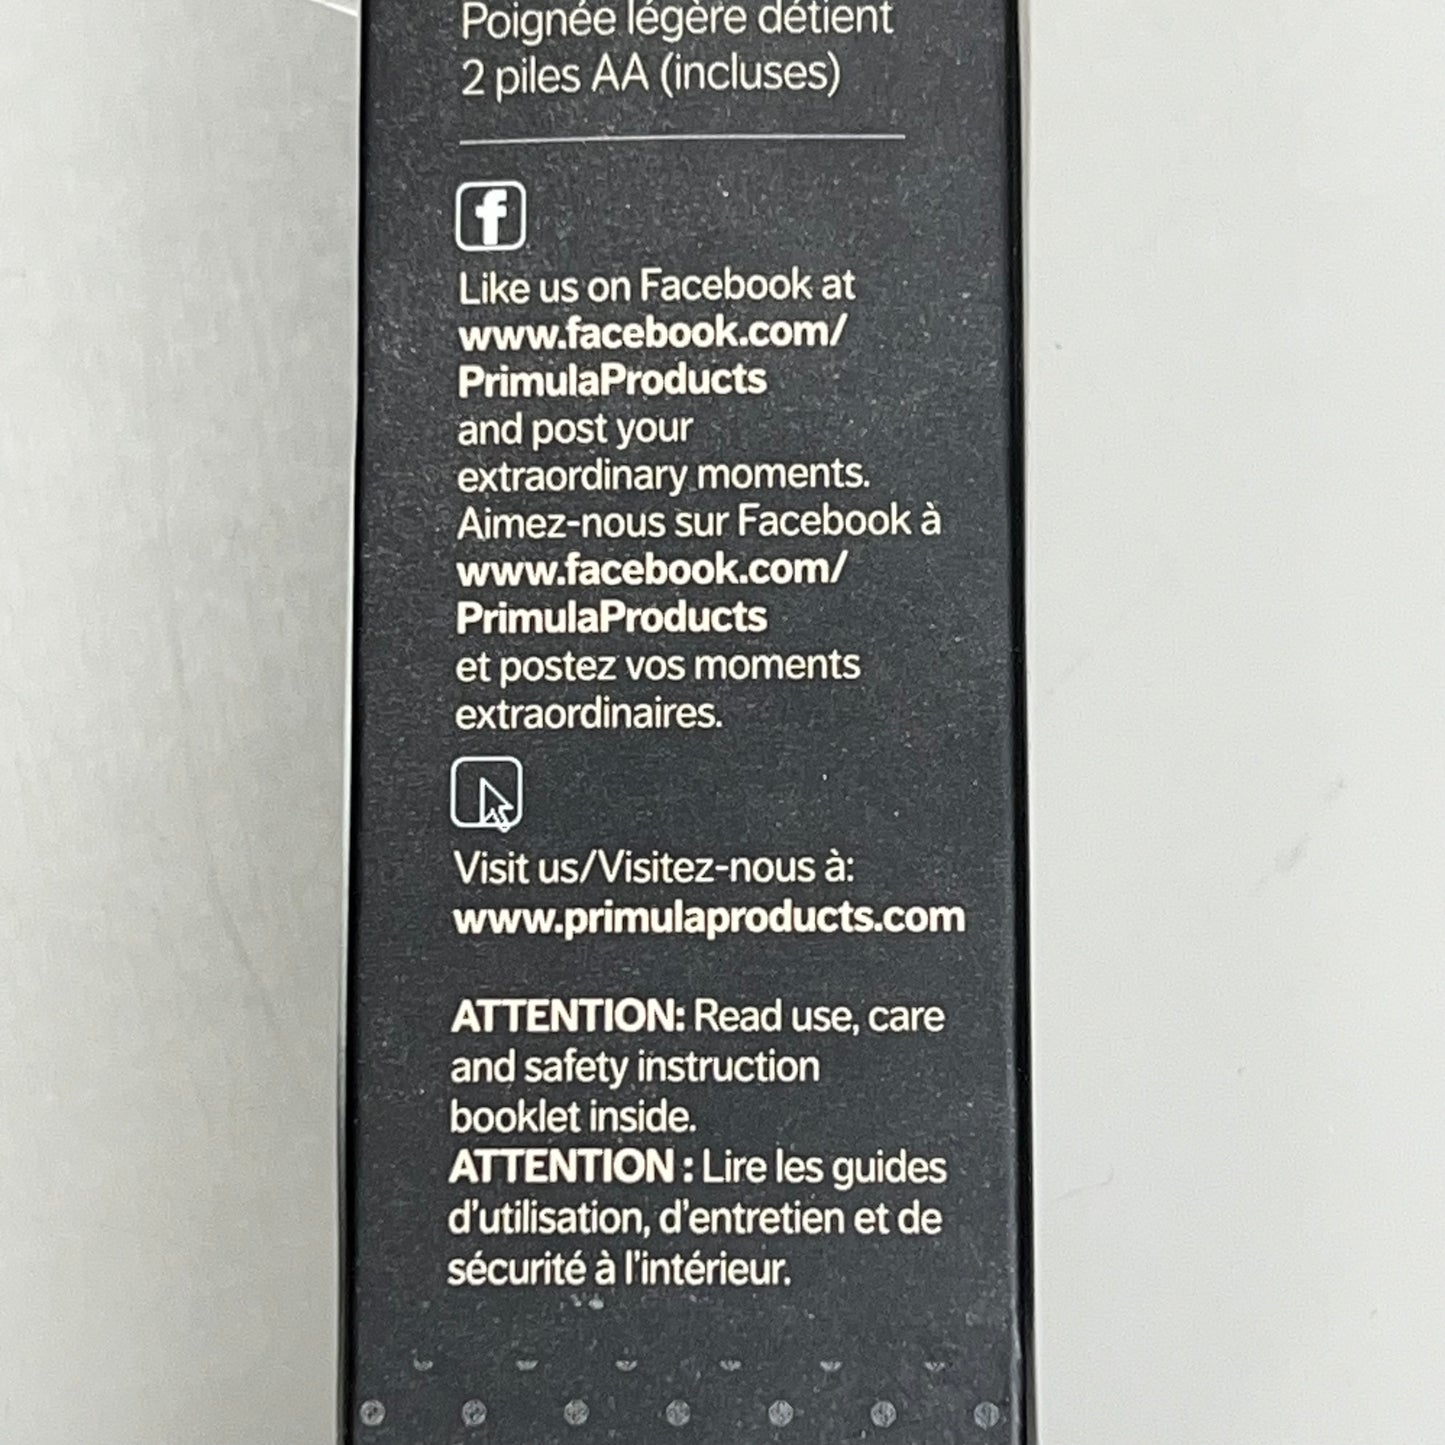 Poignée légère détient
2 piles AA (incluses)
f
Like us on Facebook at
www.facebook.com/
PrimulaProducts
and post your
extraordinary moments.
Aimez-nous sur Facebook à
www.facebook.com/
PrimulaProducts
et postez vos moments
extraordinaires.
Visit us/Visitez-nous à:
www.primulaproducts.com
ATTENTION: Read use, care
and safety instruction
booklet inside.
ATTENTION : Lire les guides
d'utilisation, d'entretien et de
sécurité à l'intérieur.